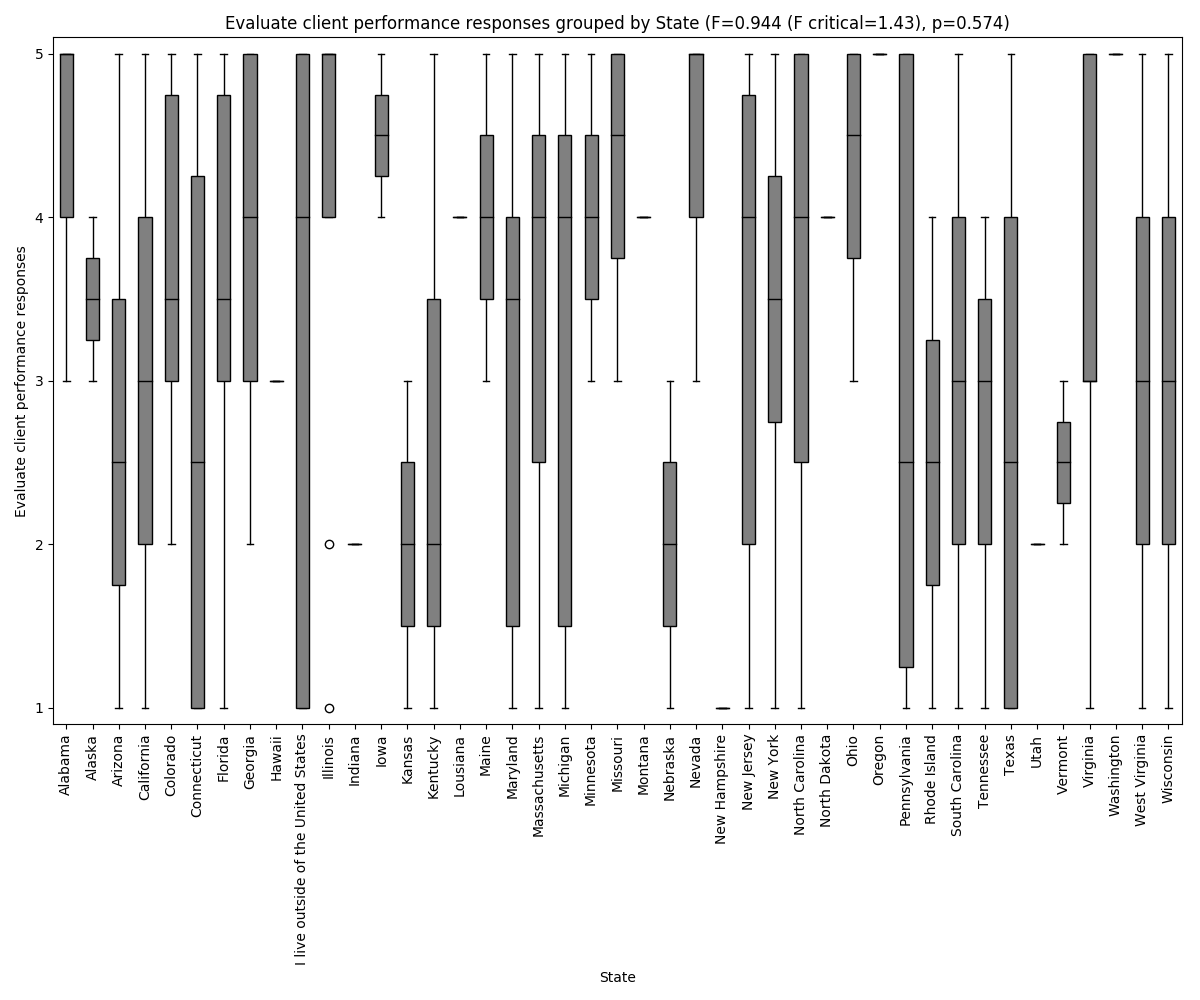 Evaluate client performance responses grouped by State (F=0.944 (F critical=1.43), p=0.574)
Evaluate client performance responses
5
4
3
2
1
Alabama
Alaska
Arizona
California
Colorado
Connecticut
Florida
Georgia
Hawaii
I live outside of the United States
Illinois
Indiana
Iowa
Kansas
Kentucky
Lousiana
Maine
Maryland
Massachusetts
Michigan
Minnesota
Missouri
Montana
Nebraska
Nevada
New Hampshire
New Jersey
New York
North Carolina
North Dakota
Ohio
Oregon
Pennsylvania
Rhode Island
South Carolina
Tennessee
Texas
Utah
Vermont
Virginia
Washington
West Virginia
Wisconsin
State